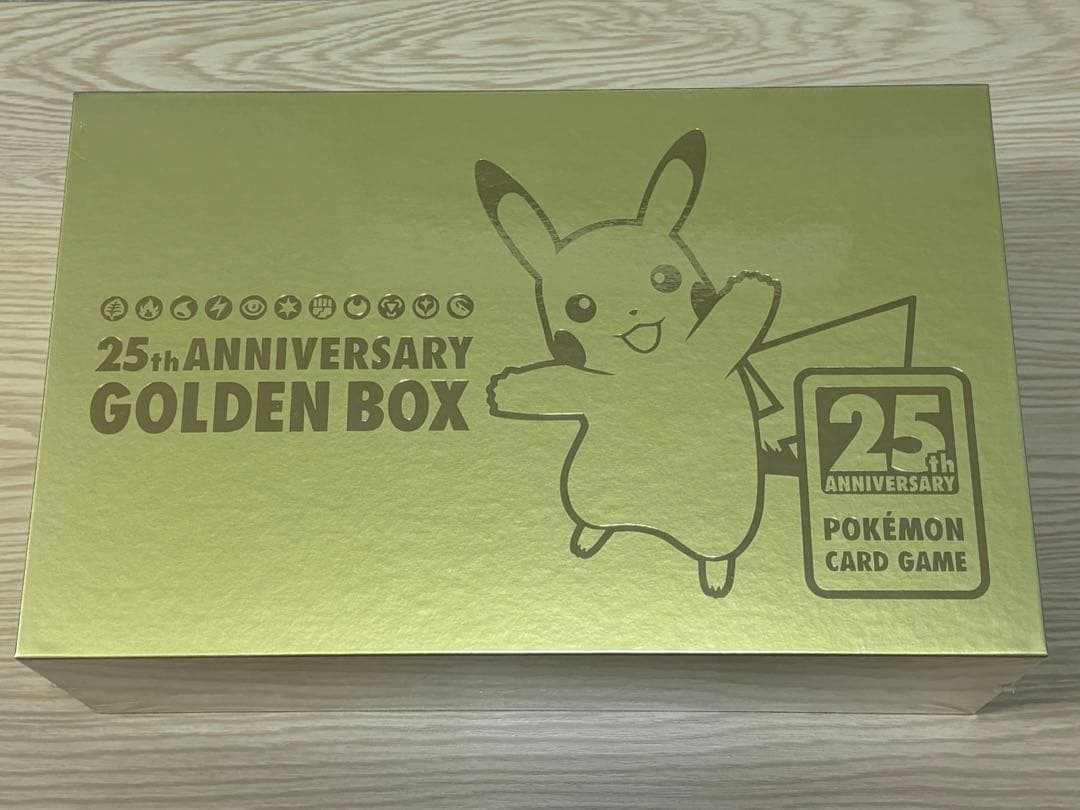 25th ANNIVERSARY
GOLDEN BOX
25th
ANNIVERSARY
POKÉMON
CARD GAME